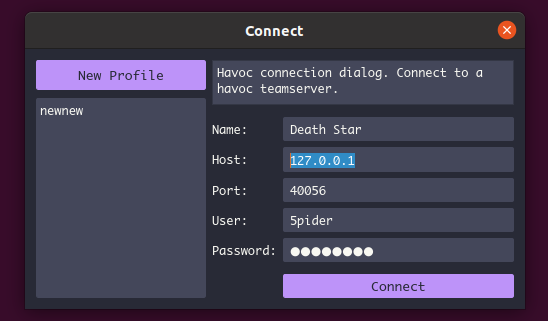 Connect
New Profile
newnew
Havoc connection dialog. Connect to a
havoc teamserver.
Name: Death Star
Host: 127.0.0.1
Port: 40056
User: 5pider
Password: ●●●●●●●●
Connect